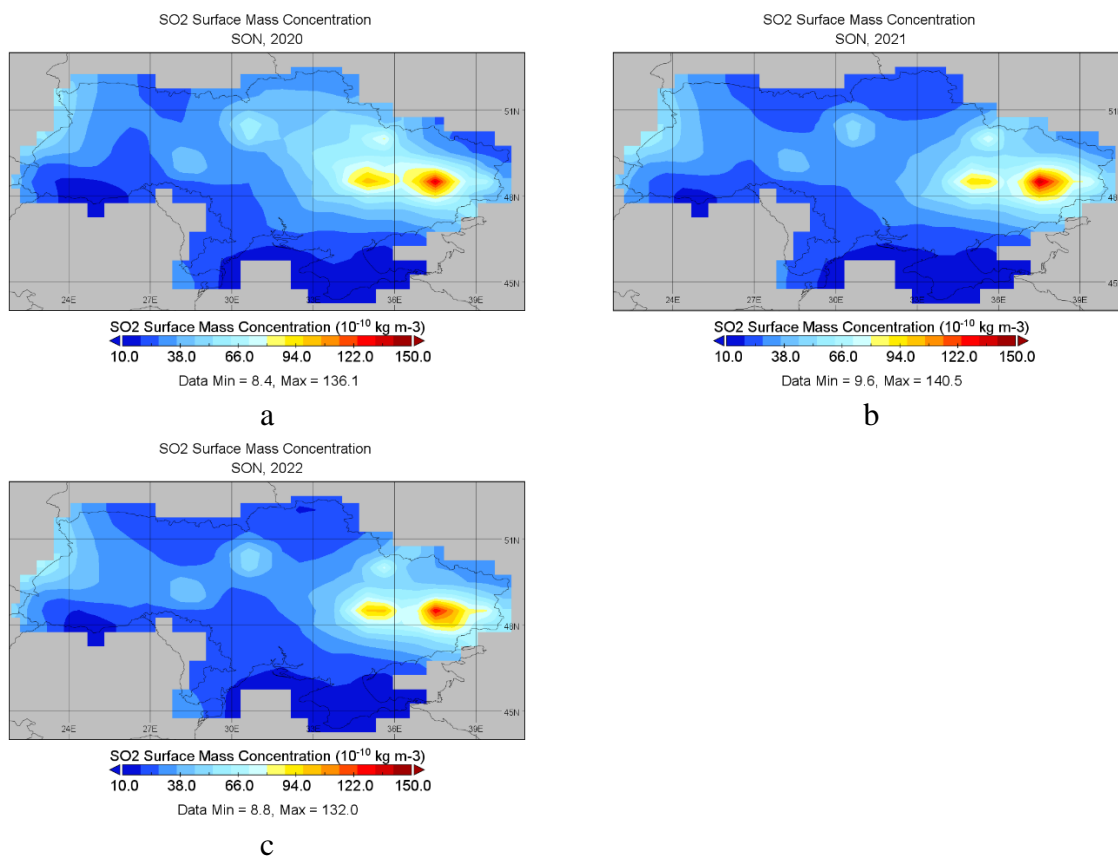 SO2 Surface Mass Concentration
SON, 2020
51N
48N
45N
24E 27E 30E 33E 36E 39E
SO2 Surface Mass Concentration (10⁻¹⁰ kg m-3)
10.0 38.0 66.0 94.0 122.0 150.0
Data Min = 8.4, Max = 136.1
a
SO2 Surface Mass Concentration
SON, 2021
51N
48N
45N
24E 27E 30E 33E 36E 39E
SO2 Surface Mass Concentration (10⁻¹⁰ kg m-3)
10.0 38.0 66.0 94.0 122.0 150.0
Data Min = 9.6, Max = 140.5
b
SO2 Surface Mass Concentration
SON, 2022
51N
48N
45N
24E 27E 30E 33E 36E 39E
SO2 Surface Mass Concentration (10⁻¹⁰ kg m-3)
10.0 38.0 66.0 94.0 122.0 150.0
Data Min = 8.8, Max = 132.0
c